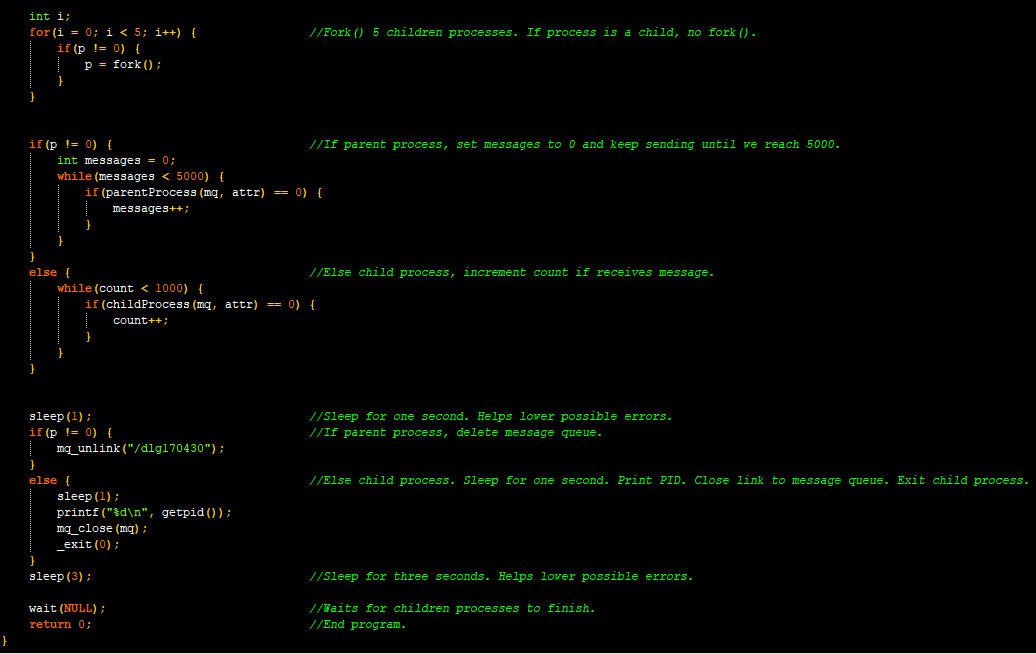 int i;
for(i = 0; i < 5; i++) { //Fork() 5 children processes. If process is a child, no fork().
if(p != 0) {
p = fork();
}
}
if(p != 0) { //If parent process, set messages to 0 and keep sending until we reach 5000.
int messages = 0;
while(messages < 5000) {
if(parentProcess(mq, attr) == 0) {
messages++;
}
}
}
else { //Else child process, increment count if receives message.
while(count < 1000) {
if(childProcess(mq, attr) == 0) {
count++;
}
}
}
sleep(1); //Sleep for one second. Helps lower possible errors.
if(p != 0) { //If parent process, delete message queue.
mq_unlink("/dlgl70430");
}
else { //Else child process. Sleep for one second. Print PID. Close link to message queue. Exit child process.
sleep(1);
printf("%d\n", getpid());
mq_close(mq);
_exit(0);
}
sleep(3); //Sleep for three seconds. Helps lower possible errors.
wait(NULL); //Waits for children processes to finish.
return 0; //End program.
}